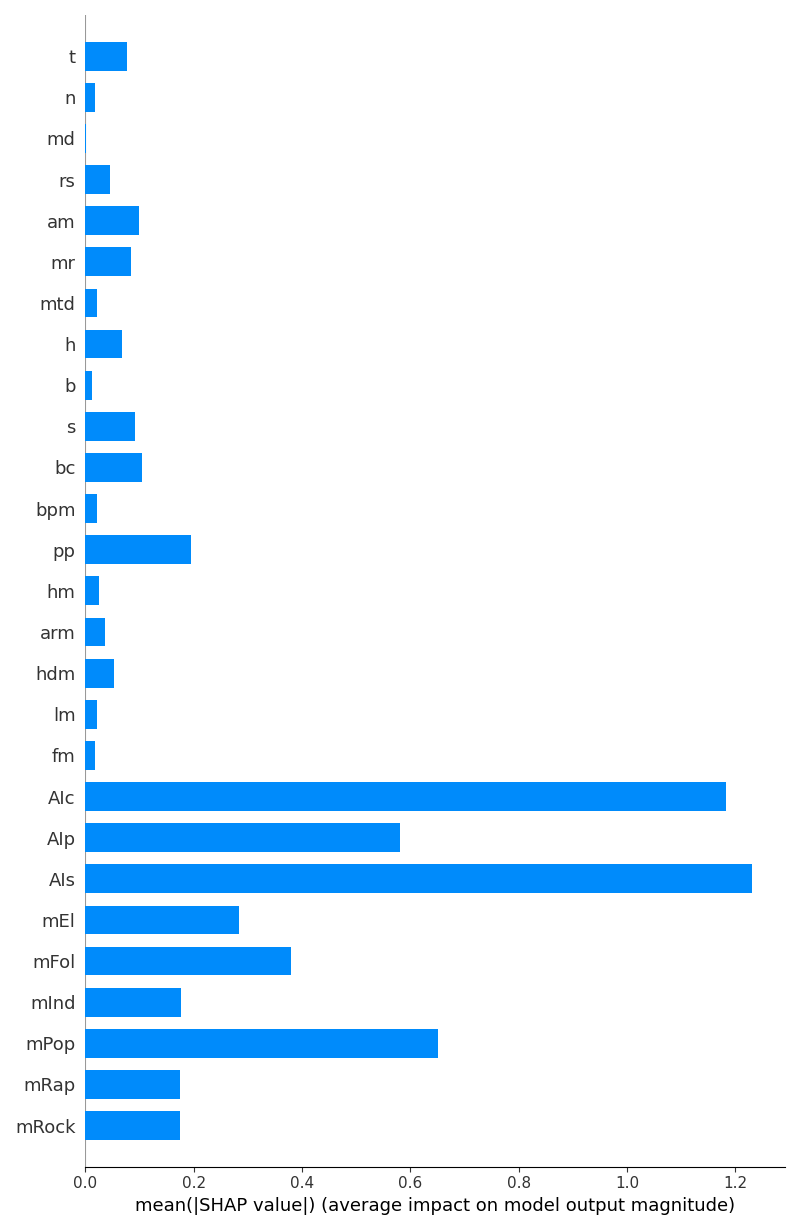 t
n
md
rs
am
mr
mtd
h
b
s
bc
bpm
pp
hm
arm
hdm
lm
fm
AIc
AIp
AIs
mEl
mFol
mInd
mPop
mRap
mRock
0.0 0.2 0.4 0.6 0.8 1.0 1.2
mean(|SHAP value|) (average impact on model output magnitude)